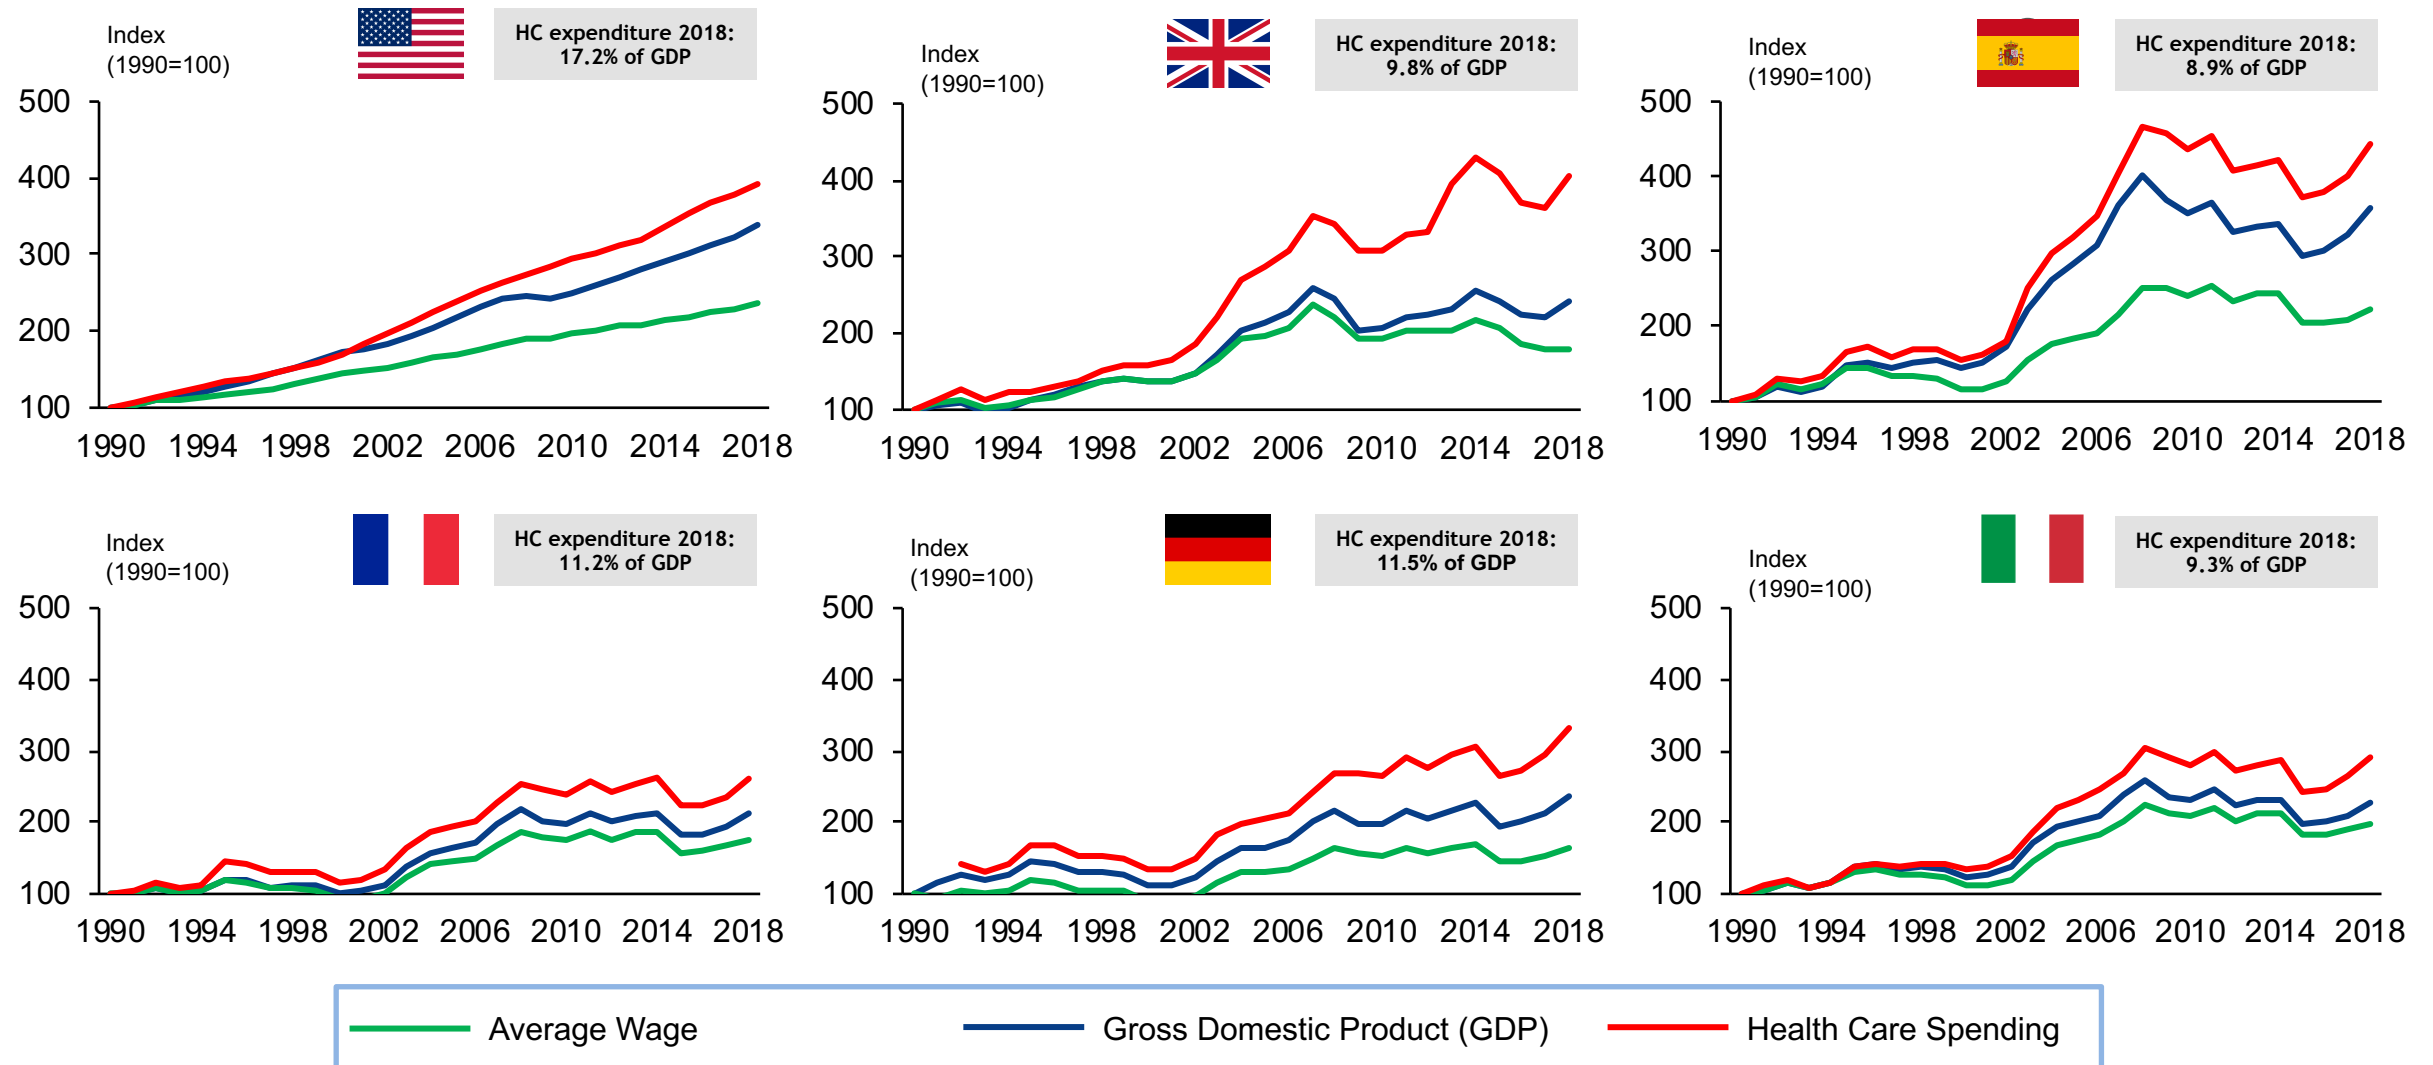 Index
(1990=100)
HC expenditure 2018:
17.2% of GDP
500
400
300
200
100
1990 1994 1998 2002 2006 2010 2014 2018
Index
(1990=100)
HC expenditure 2018:
9.8% of GDP
500
400
300
200
100
1990 1994 1998 2002 2006 2010 2014 2018
Index
(1990=100)
HC expenditure 2018:
8.9% of GDP
500
400
300
200
100
1990 1994 1998 2002 2006 2010 2014 2018
Index
(1990=100)
HC expenditure 2018:
11.2% of GDP
500
400
300
200
100
1990 1994 1998 2002 2006 2010 2014 2018
Index
(1990=100)
HC expenditure 2018:
11.5% of GDP
500
400
300
200
100
1990 1994 1998 2002 2006 2010 2014 2018
Index
(1990=100)
HC expenditure 2018:
9.3% of GDP
500
400
300
200
100
1990 1994 1998 2002 2006 2010 2014 2018
Average Wage
Gross Domestic Product (GDP)
Health Care Spending